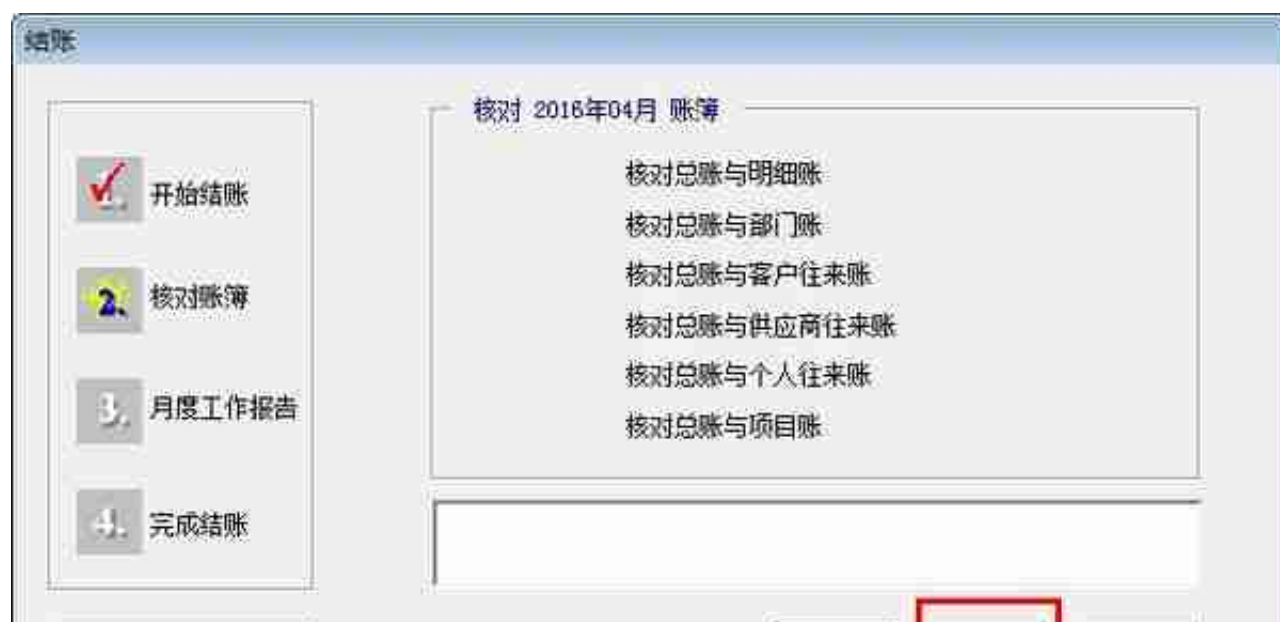 结账
开始结账
2. 核对账簿
3. 月度工作报告
4. 完成结账
核对 2016年04月 账簿
核对总账与明细账
核对总账与部门账
核对总账与客户往来账
核对总账与供应商往来账
核对总账与个人往来账
核对总账与项目账